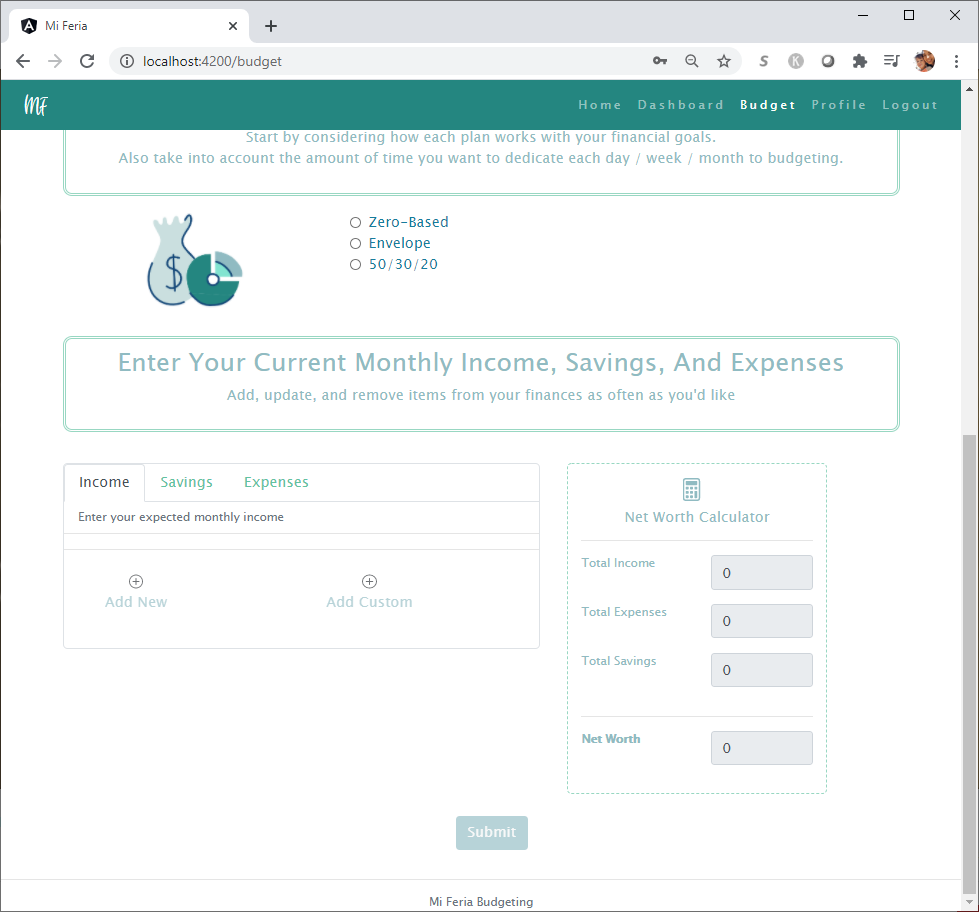 Mi Feria
localhost:4200/budget
S K
MF
Home Dashboard Budget Profile Logout
Start by considering how each plan works with your financial goals.
Also take into account the amount of time you want to dedicate each day / week / month to budgeting.
$
Zero-Based
Envelope
50/30/20
Enter Your Current Monthly Income, Savings, And Expenses
Add, update, and remove items from your finances as often as you'd like
Income Savings Expenses
Enter your expected monthly income
Add New Add Custom
Net Worth Calculator
Total Income 0
Total Expenses 0
Total Savings 0
Net Worth 0
Submit
Mi Feria Budgeting